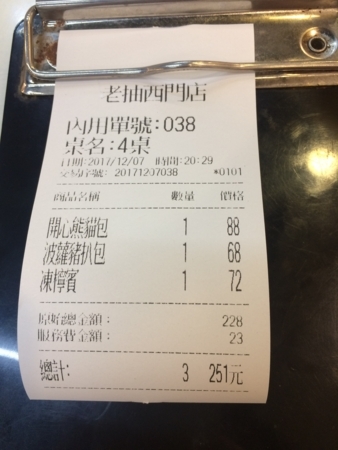 老抽西門店
內用單號:038
桌名:4桌
日期:2017/12/07 時間:20:29
交易序號: 20171207038 *0101
商品名稱 數量 價格
開心熊貓包 1 88
波蘿豬扒包 1 68
凍檸賓 1 72
原始總金額: 228
服務費金額: 23
總計: 3 251元